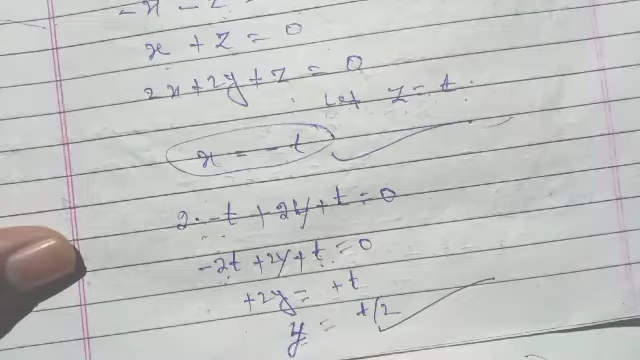 -x - z =
x + z = 0
2x + 2y + z = 0
Let z = t.
x = -t
2. -t + 2y + t = 0
-2t + 2y + t = 0
+2y = +t
y = t/2